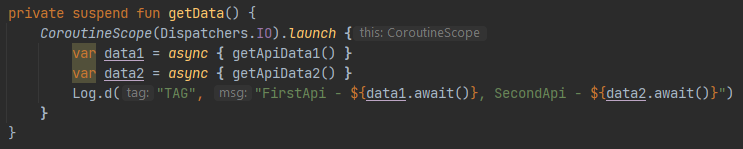 private suspend fun getData() {
CoroutineScope(Dispatchers.IO).launch { this: CoroutineScope
var data1 = async { getApiData1() }
var data2 = async { getApiData2() }
Log.d( tag: "TAG", msg: "FirstApi - ${data1.await()}, SecondApi - ${data2.await()}")
}
}